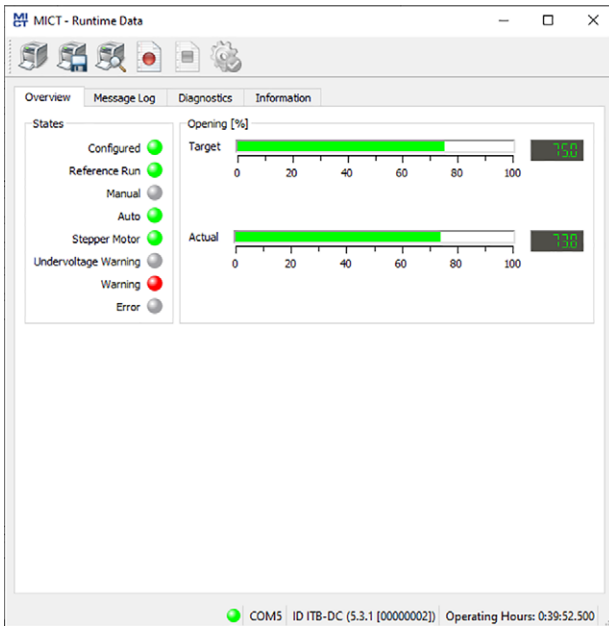 MICT MICT - Runtime Data
Overview Message Log Diagnostics Information
States
Configured
Reference Run
Manual
Auto
Stepper Motor
Undervoltage Warning
Warning
Error
Opening [%]
Target 75.0
0 20 40 60 80 100
Actual 73.8
0 20 40 60 80 100
COM5 ID ITB-DC (5.3.1 [00000002]) Operating Hours: 0:39:52.500